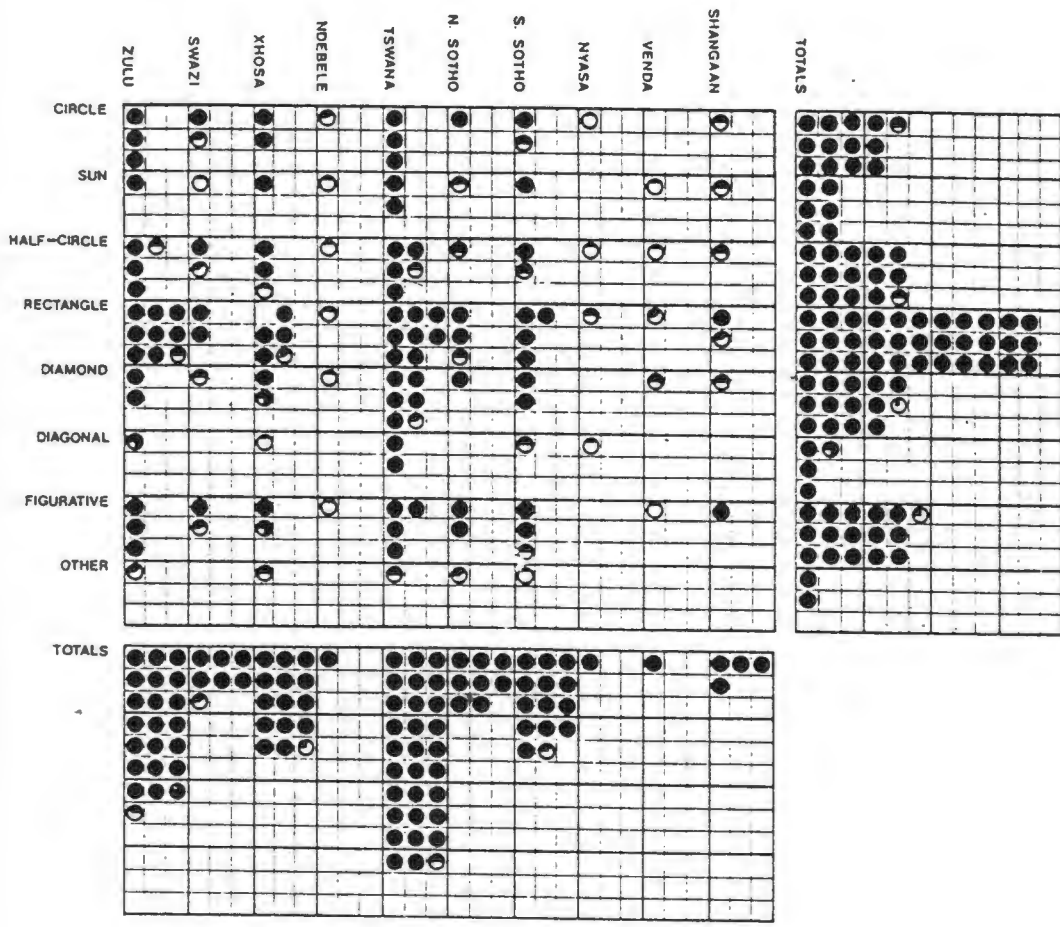 ZULU
SWAZI
XHOSA
NDEBELE
TSWANA
N. SOTHO
S. SOTHO
NYASA
VENDA
SHANGAAN
TOTALS
CIRCLE
SUN
HALF-CIRCLE
RECTANGLE
DIAMOND
DIAGONAL
FIGURATIVE
OTHER
TOTALS